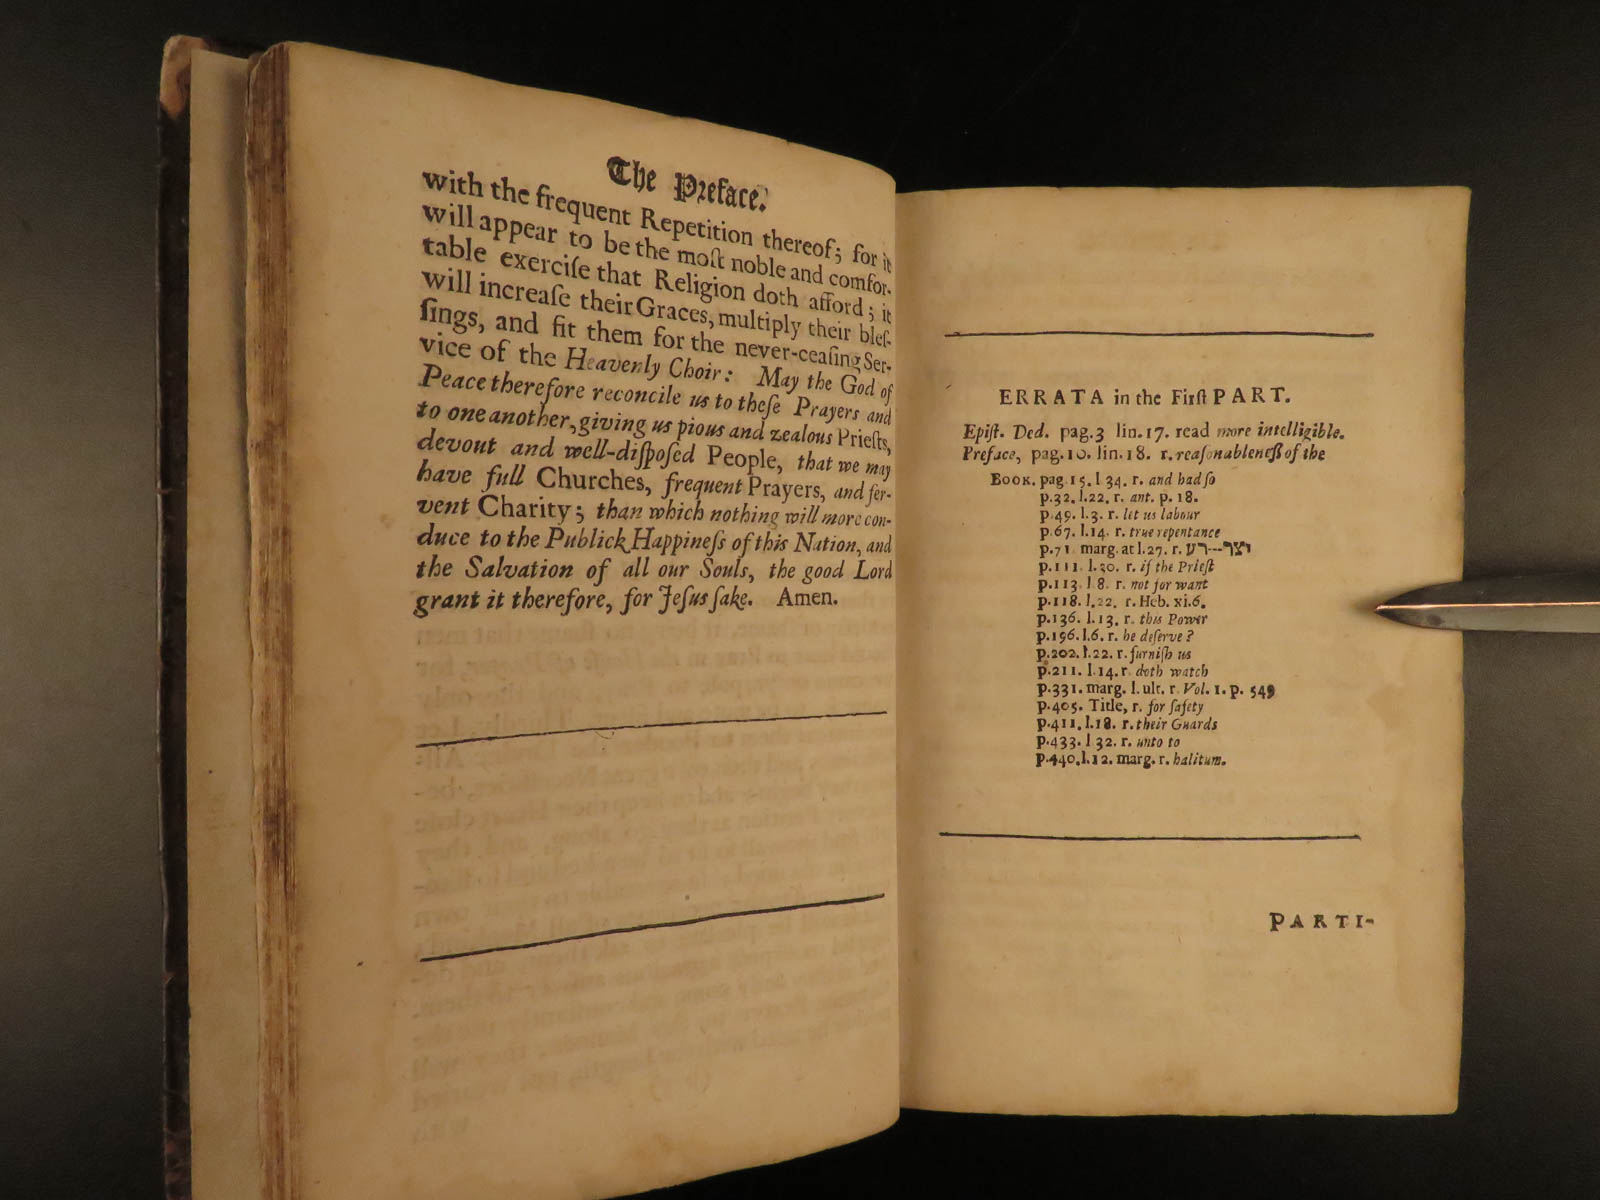 The Preface.
with the frequent Repetition thereof; for it
will appear to be the moſt noble and comfor-
table exerciſe that Religion doth afford; it
will increaſe their Graces, multiply their bleſ-
ſings, and fit them for the never-ceaſing Ser-
vice of the Heavenly Choir: May the God of
Peace therefore reconcile us to theſe Prayers and
to one another, giving us pious and zealous Prieſts,
devout and well-diſpoſed People, that we may
have full Churches, frequent Prayers, and fer-
vent Charity; than which nothing will more con-
duce to the Publick Happineſs of this Nation, and
the Salvation of all our Souls, the good Lord
grant it therefore, for Jeſus ſake. Amen.
ERRATA in the Firſt PART.
Epiſt. Ded. pag. 3 lin. 17. read more intelligible.
Preface, pag. 10. lin. 18. r. reaſonableneſs of the
BOOK. pag. 15. l 34. r. and had ſo
p. 32. l. 22. r. ant. p. 18.
p. 49. l. 3. r. let us labour
p. 67. l. 14. r. true repentance
p. 71. marg. at l. 27. r. יצר---רע
p. 111. l. 20. r. if the Prieſt
p. 113. l 8. r. not for want
p. 118. l. 22. r. Heb. xi. 6.
p. 136. l. 13. r. this Power
p. 196. l. 6. r. he deſerve?
p. 202. l. 22. r. furniſh us
p. 211. l. 14. r. doth watch
p. 331. marg. l. ult. r. Vol. 1. p. 549
p. 405. Title, r. for ſafety
p. 411. l. 18. r. their Guards
p. 433. l 32. r. unto to
p. 440. l. 12. marg. r. halitum.
PARTI-